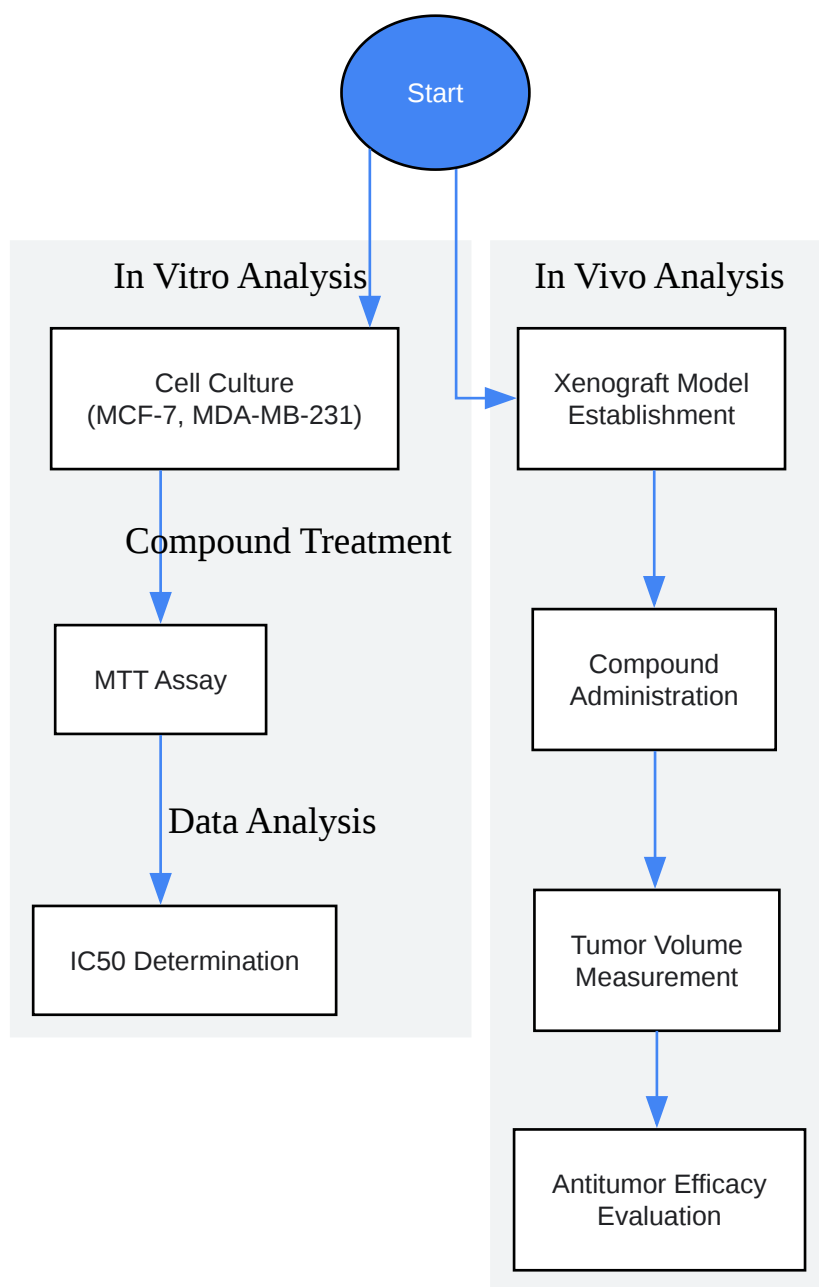 Start
In Vitro Analysis
Cell Culture
(MCF-7, MDA-MB-231)
Compound Treatment
MTT Assay
Data Analysis
IC50 Determination
In Vivo Analysis
Xenograft Model
Establishment
Compound
Administration
Tumor Volume
Measurement
Antitumor Efficacy
Evaluation